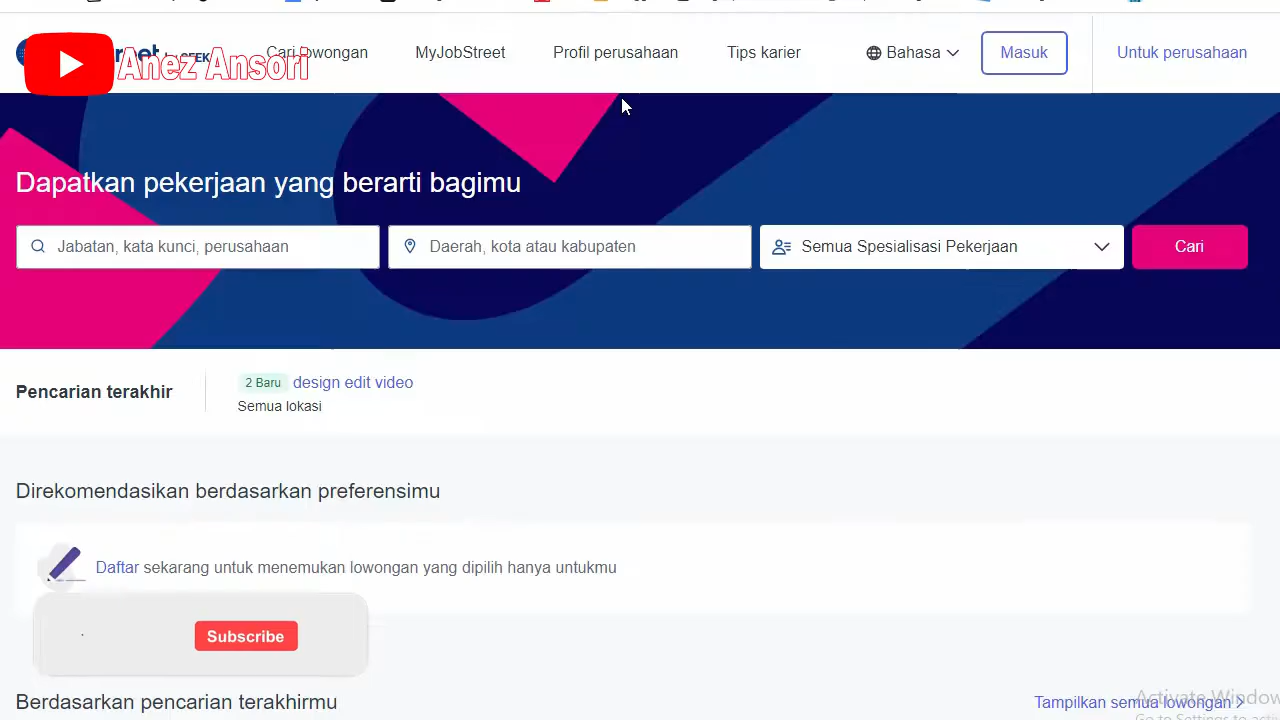 Anez Ansori
Cari lowongan
MyJobStreet
Profil perusahaan
Tips karier
Bahasa
Masuk
Untuk perusahaan
Dapatkan pekerjaan yang berarti bagimu
Jabatan, kata kunci, perusahaan
Daerah, kota atau kabupaten
Semua Spesialisasi Pekerjaan
Cari
Pencarian terakhir
2 Baru design edit video
Semua lokasi
Direkomendasikan berdasarkan preferensimu
Daftar sekarang untuk menemukan lowongan yang dipilih hanya untukmu
Subscribe
Berdasarkan pencarian terakhirmu
Tampilkan semua lowongan
Activate Window